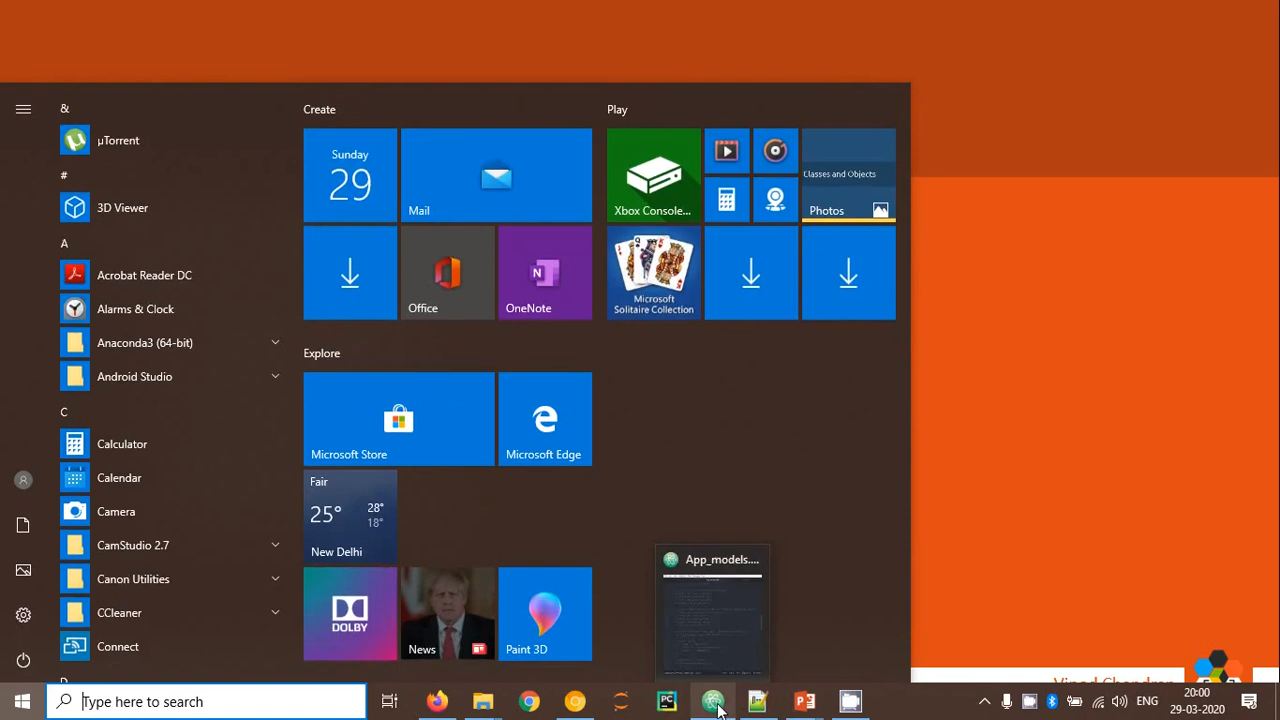 &
µTorrent
#
3D Viewer
A
Acrobat Reader DC
Alarms & Clock
Anaconda3 (64-bit)
Android Studio
C
Calculator
Calendar
Camera
CamStudio 2.7
Canon Utilities
CCleaner
Connect
Create
Sunday
29
Mail
Office
OneNote
Explore
Microsoft Store
Microsoft Edge
Fair
25° 28°
18°
New Delhi
DOLBY
News
Paint 3D
Play
Xbox Console...
Classes and Objects
Photos
Microsoft
Solitaire Collection
App_models....
Type here to search
PC
ENG
20:00
29-03-2020